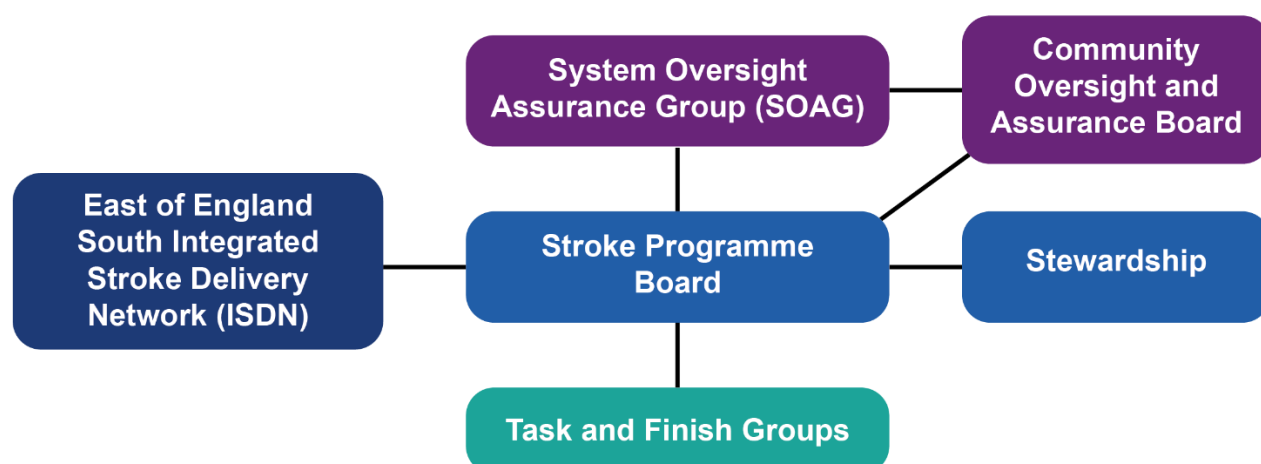 System Oversight
Assurance Group (SOAG)
Community
Oversight and
Assurance Board
East of England
South Integrated
Stroke Delivery
Network (ISDN)
Stroke Programme
Board
Stewardship
Task and Finish Groups